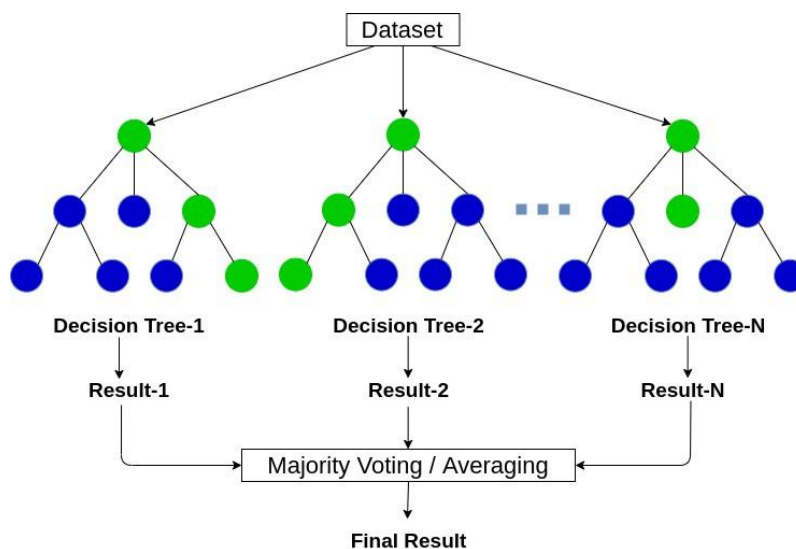 Dataset
Decision Tree-1
Decision Tree-2
Decision Tree-N
Result-1
Result-2
Result-N
Majority Voting / Averaging
Final Result